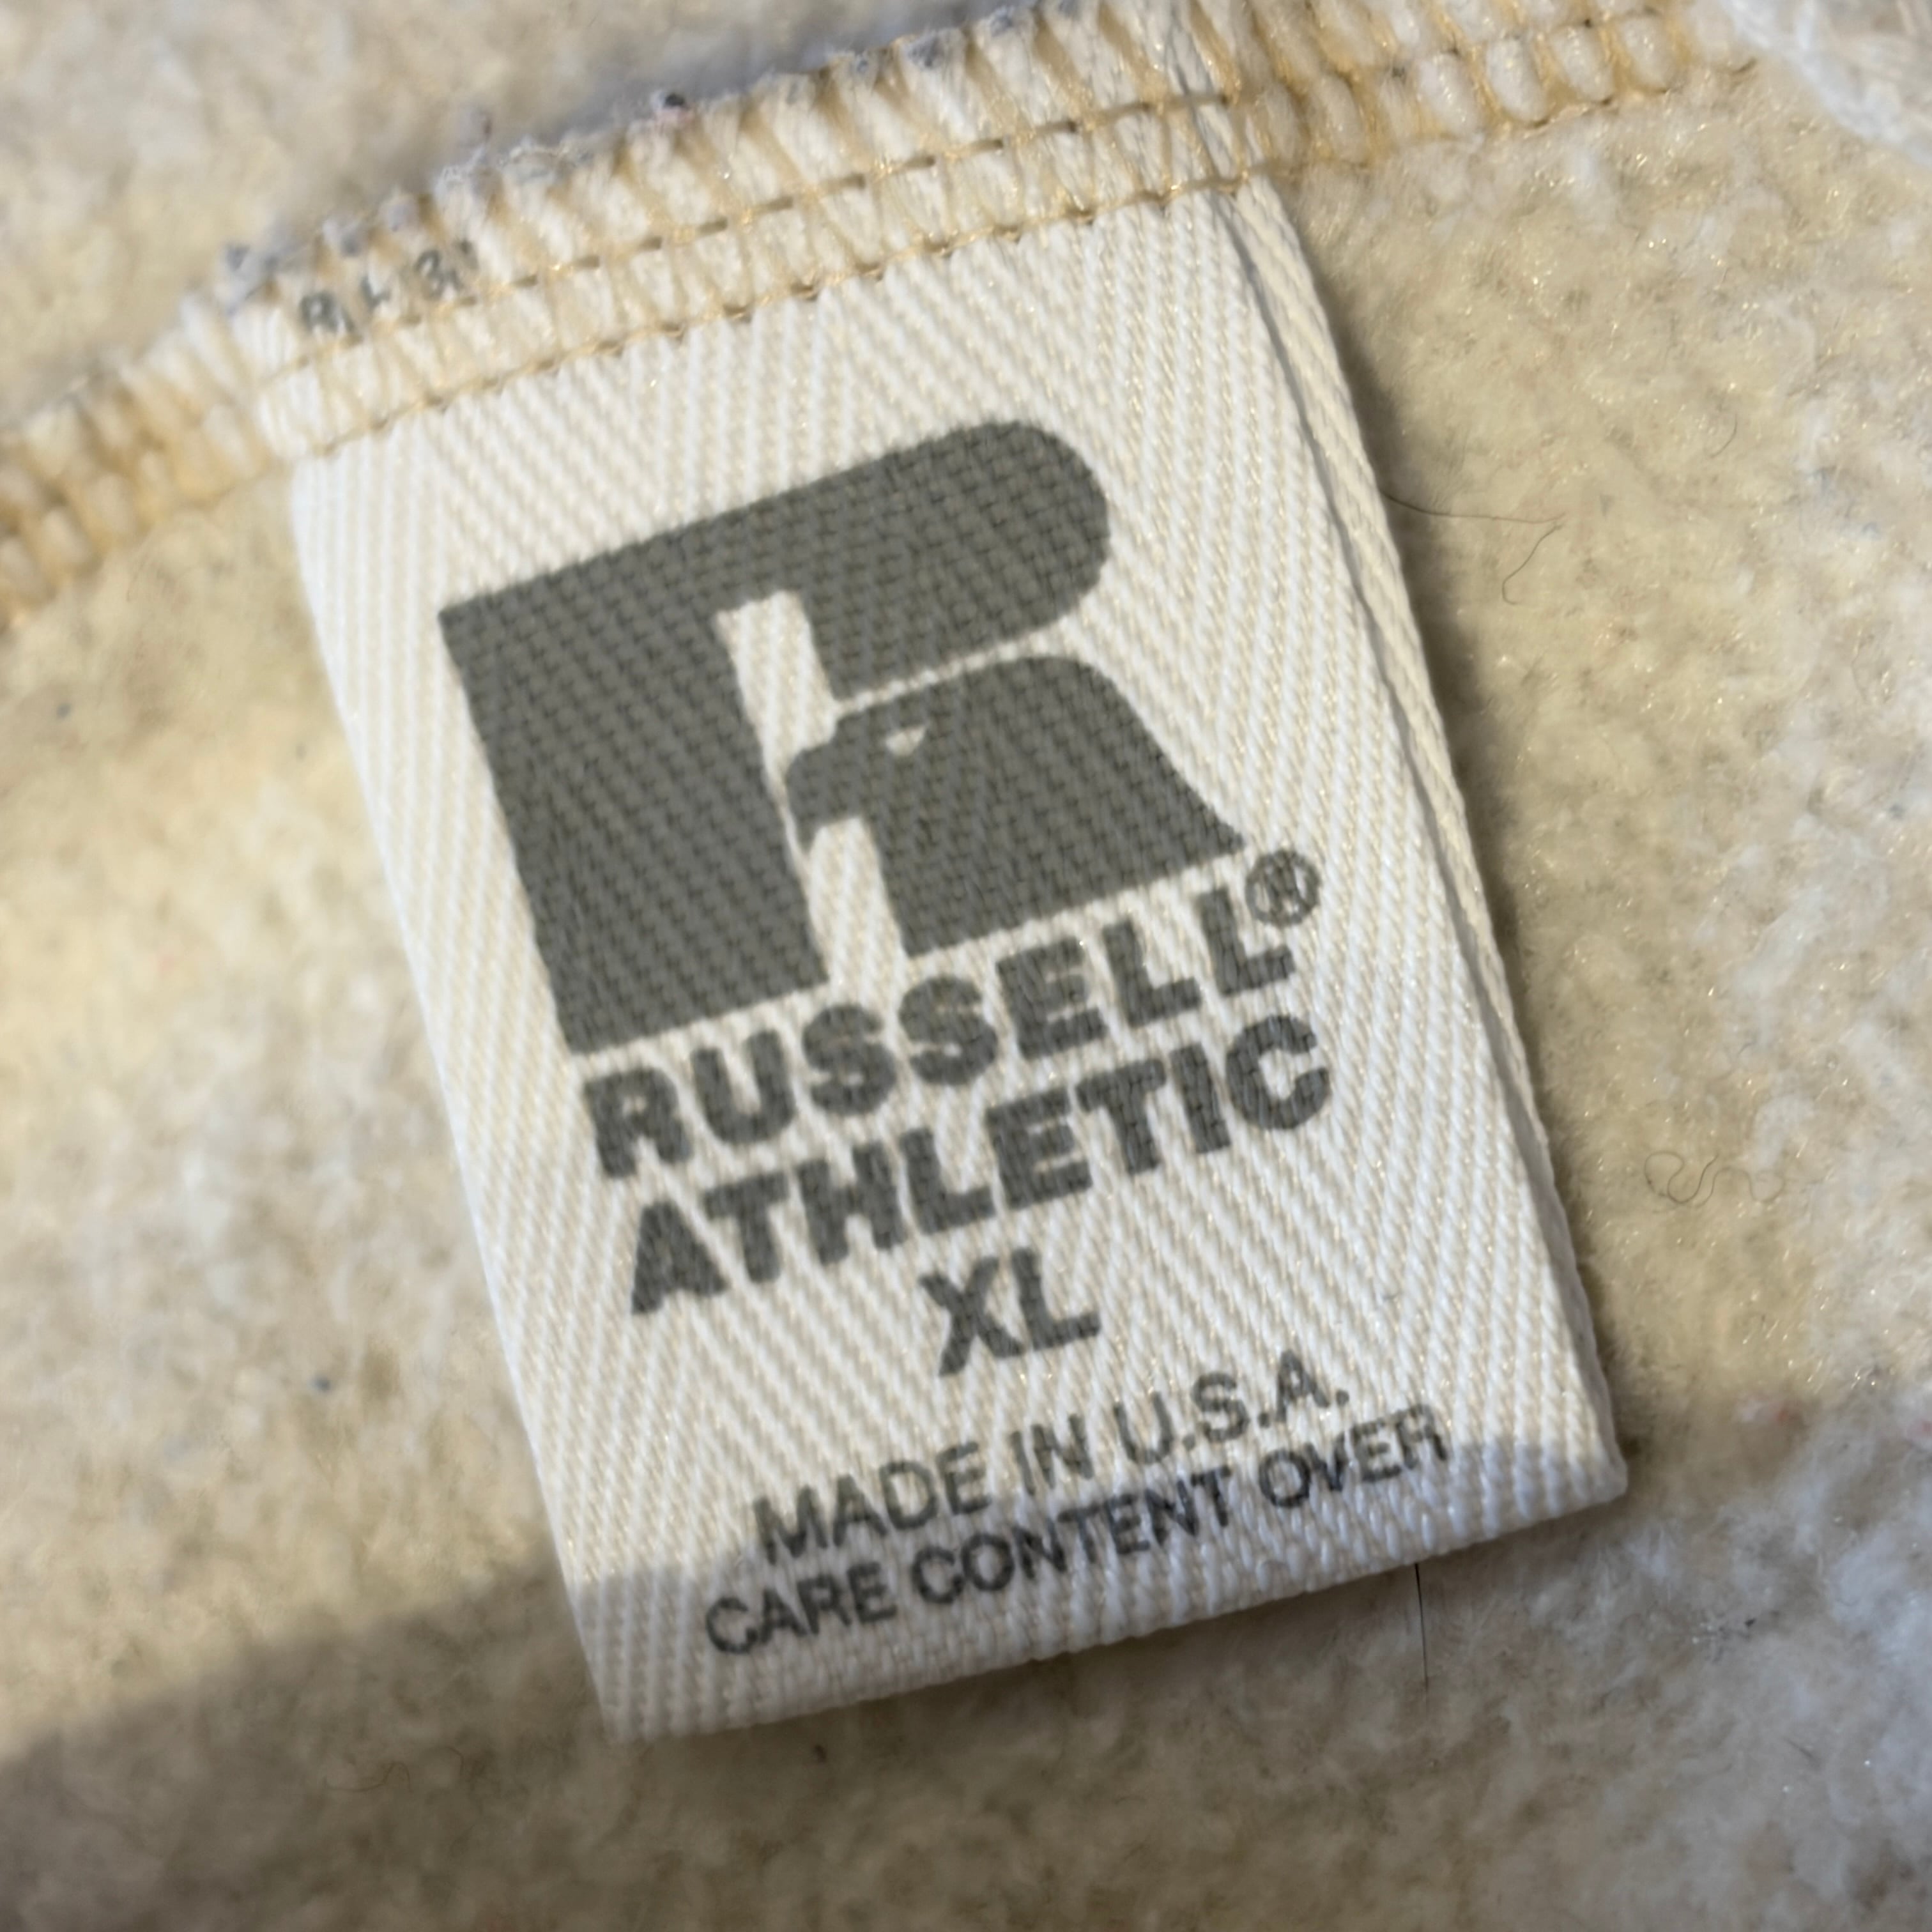 RUSSELL®
ATHLETIC
XL
MADE IN U.S.A.
CARE CONTENT OVER